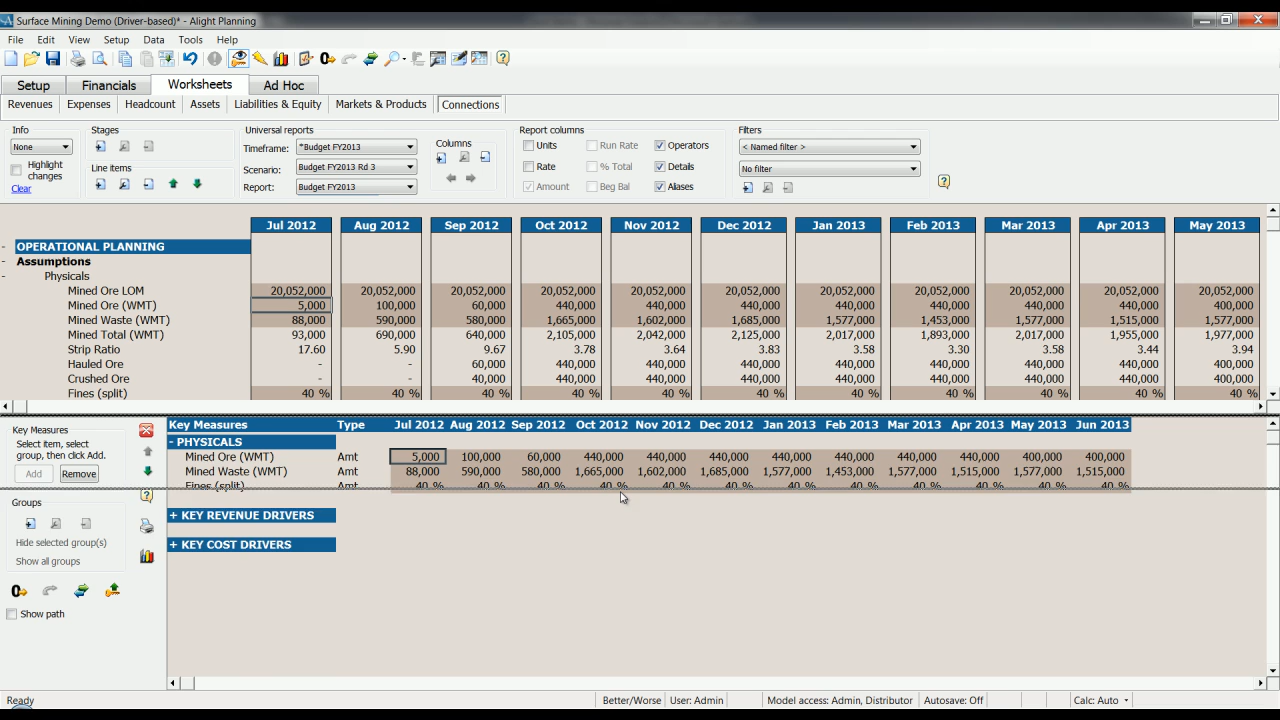 Surface Mining Demo (Driver-based)* - Alight Planning
File Edit View Setup Data Tools Help
Setup Financials Worksheets Ad Hoc
Revenues Expenses Headcount Assets Liabilities & Equity Markets & Products Connections
Info Stages Universal reports Report columns Filters
None Timeframe: *Budget FY2013 Columns Units Run Rate Operators < Named filter >
Highlight changes Line items Scenario: Budget FY2013 Rd 3 Rate % Total Details No filter
Clear Report: Budget FY2013 Amount Beg Bal Aliases
Jul 2012 Aug 2012 Sep 2012 Oct 2012 Nov 2012 Dec 2012 Jan 2013 Feb 2013 Mar 2013 Apr 2013 May 2013
- OPERATIONAL PLANNING
- Assumptions
- Physicals
Mined Ore LOM 20,052,000 20,052,000 20,052,000 20,052,000 20,052,000 20,052,000 20,052,000 20,052,000 20,052,000 20,052,000 20,052,000
Mined Ore (WMT) 5,000 100,000 60,000 440,000 440,000 440,000 440,000 440,000 440,000 440,000 400,000
Mined Waste (WMT) 88,000 590,000 580,000 1,665,000 1,602,000 1,685,000 1,577,000 1,453,000 1,577,000 1,515,000 1,577,000
Mined Total (WMT) 93,000 690,000 640,000 2,105,000 2,042,000 2,125,000 2,017,000 1,893,000 2,017,000 1,955,000 1,977,000
Strip Ratio 17.60 5.90 9.67 3.78 3.64 3.83 3.58 3.30 3.58 3.44 3.94
Hauled Ore - - 60,000 440,000 440,000 440,000 440,000 440,000 440,000 440,000 400,000
Crushed Ore - - 40,000 440,000 440,000 440,000 440,000 440,000 440,000 440,000 400,000
Fines (split) 40 % 40 % 40 % 40 % 40 % 40 % 40 % 40 % 40 % 40 % 40 %
Key Measures
Select item, select
group, then click Add.
Add Remove
Groups
Hide selected group(s)
Show all groups
Show path
Key Measures Type Jul 2012 Aug 2012 Sep 2012 Oct 2012 Nov 2012 Dec 2012 Jan 2013 Feb 2013 Mar 2013 Apr 2013 May 2013 Jun 2013
- PHYSICALS
Mined Ore (WMT) Amt 5,000 100,000 60,000 440,000 440,000 440,000 440,000 440,000 440,000 440,000 400,000 400,000
Mined Waste (WMT) Amt 88,000 590,000 580,000 1,665,000 1,602,000 1,685,000 1,577,000 1,453,000 1,577,000 1,515,000 1,577,000 1,515,000
Fines (split) Amt 40 % 40 % 40 % 40 % 40 % 40 % 40 % 40 % 40 % 40 % 40 % 40 %
+ KEY REVENUE DRIVERS
+ KEY COST DRIVERS
Ready Better/Worse User: Admin Model access: Admin, Distributor Autosave: Off Calc: Auto